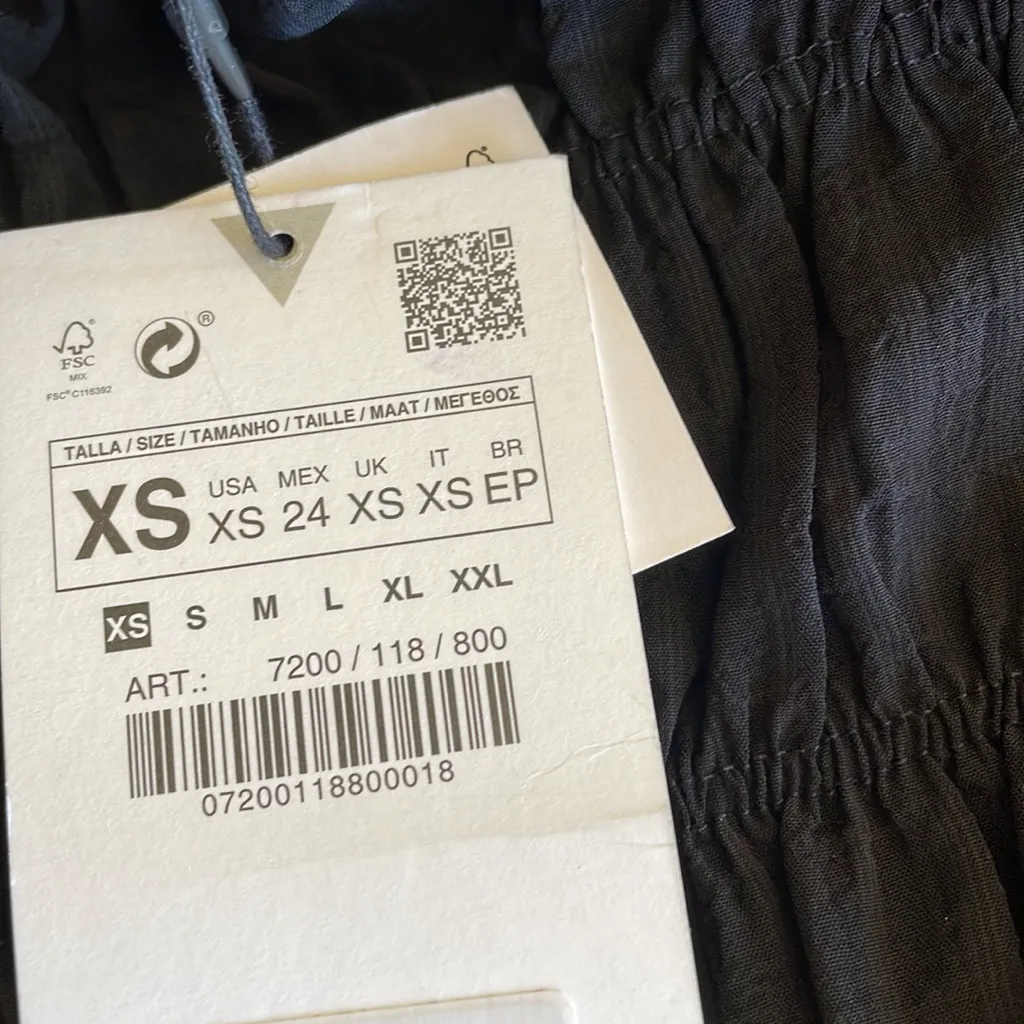 FSC
MIX
FSC® C116392
®
TALLA / SIZE / TAMANHO / TAILLE / MAAT / ΜΕΓΕΘΟΣ
XS
USA MEX UK IT BR
XS 24 XS XS EP
XS S M L XL XXL
ART.: 7200 / 118 / 800
07200118800018